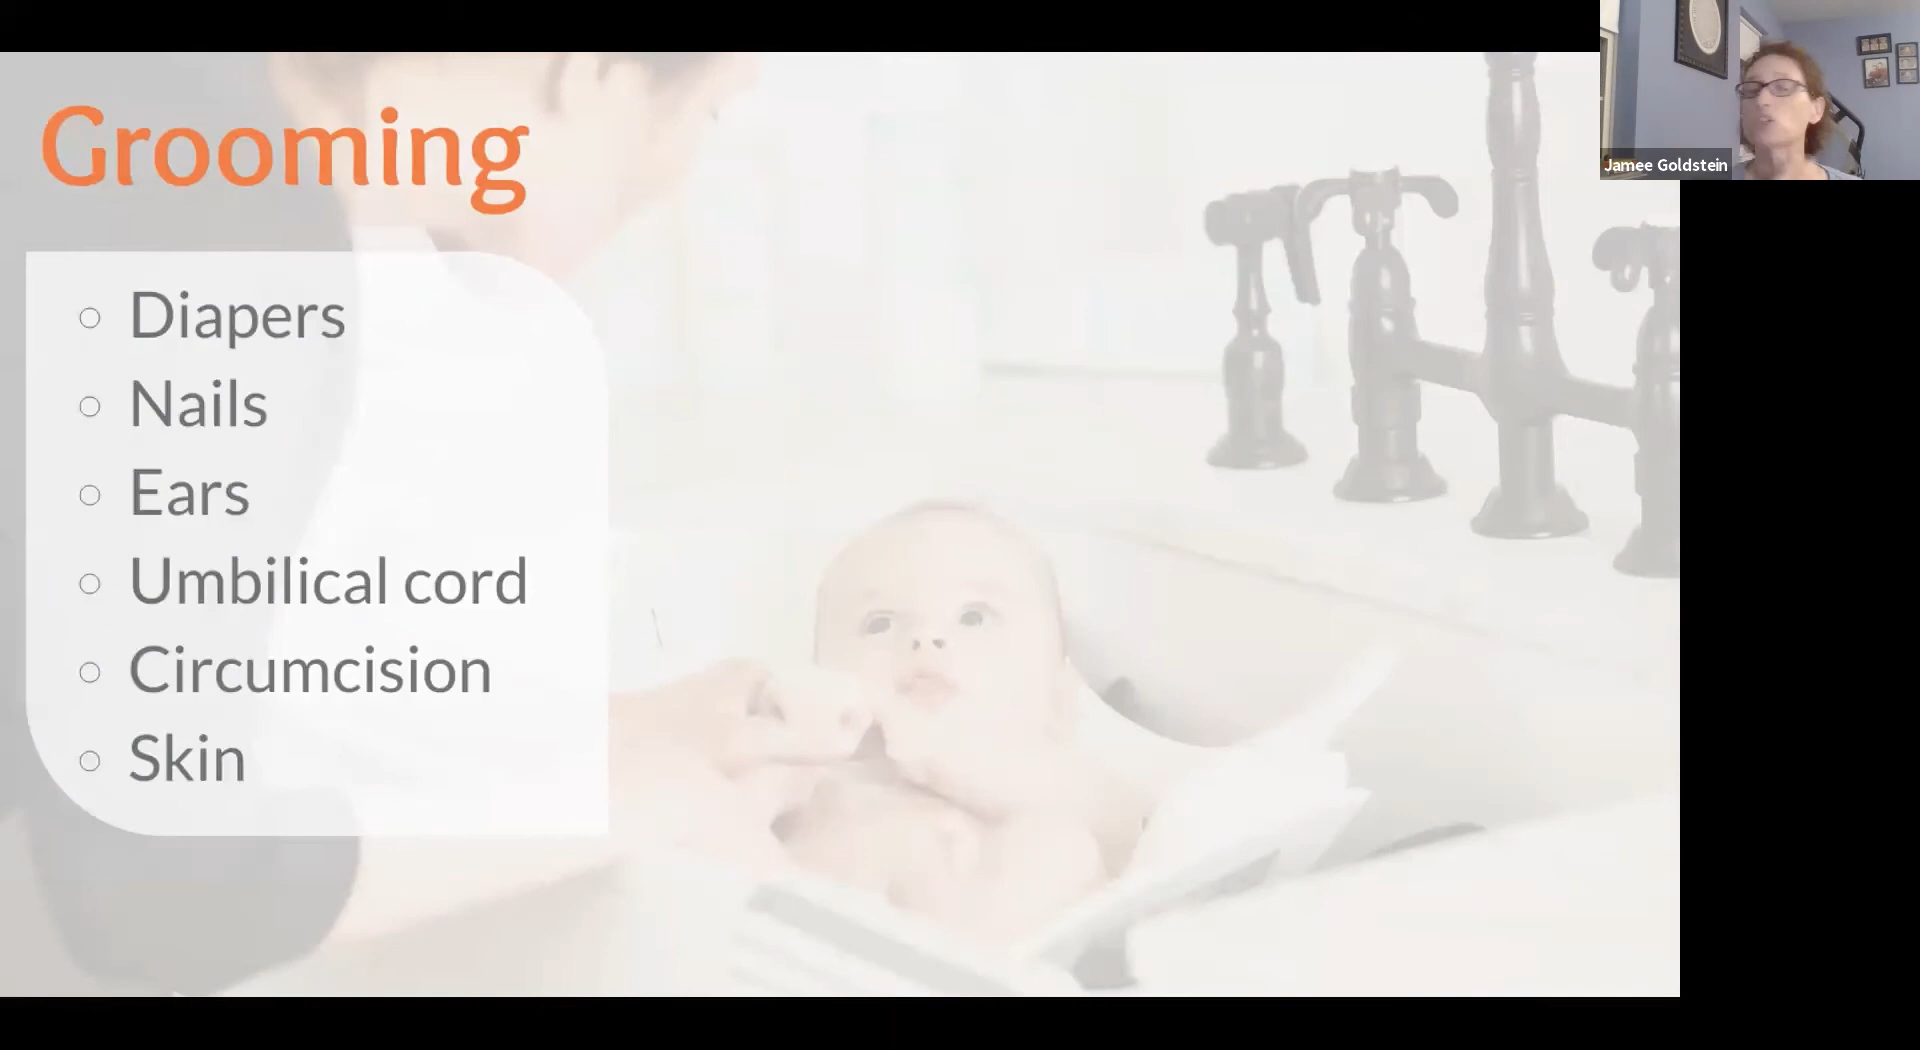 Grooming
Diapers
Nails
Ears
Umbilical cord
Circumcision
Skin
Jamee Goldstein